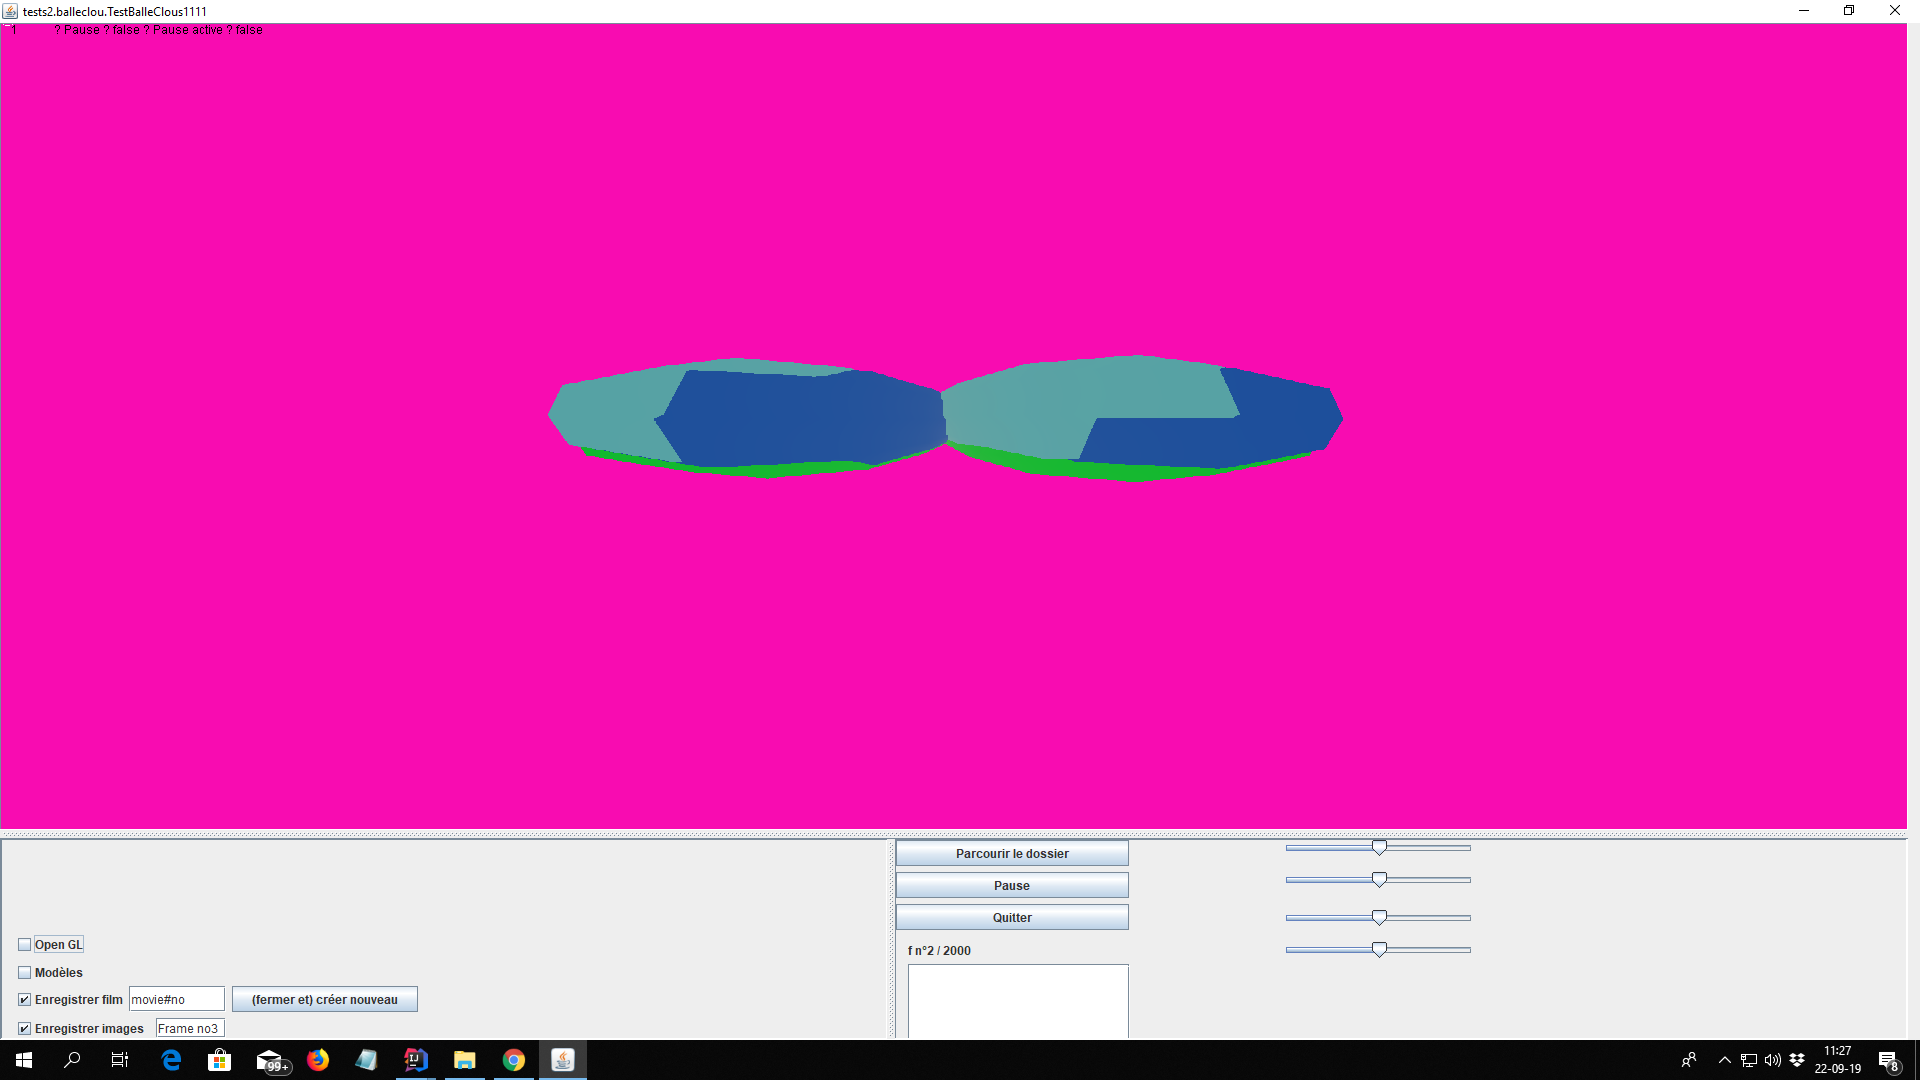 tests2.balleclou.TestBalleClous1111
1 ? Pause ? false ? Pause active ? false
Parcourir le dossier
Pause
Quitter
f n°2 / 2000
Open GL
Modèles
Enregistrer film movie#no (fermer et) créer nouveau
Enregistrer images Frame no3
99+
IJ
11:27
22-09-19
8